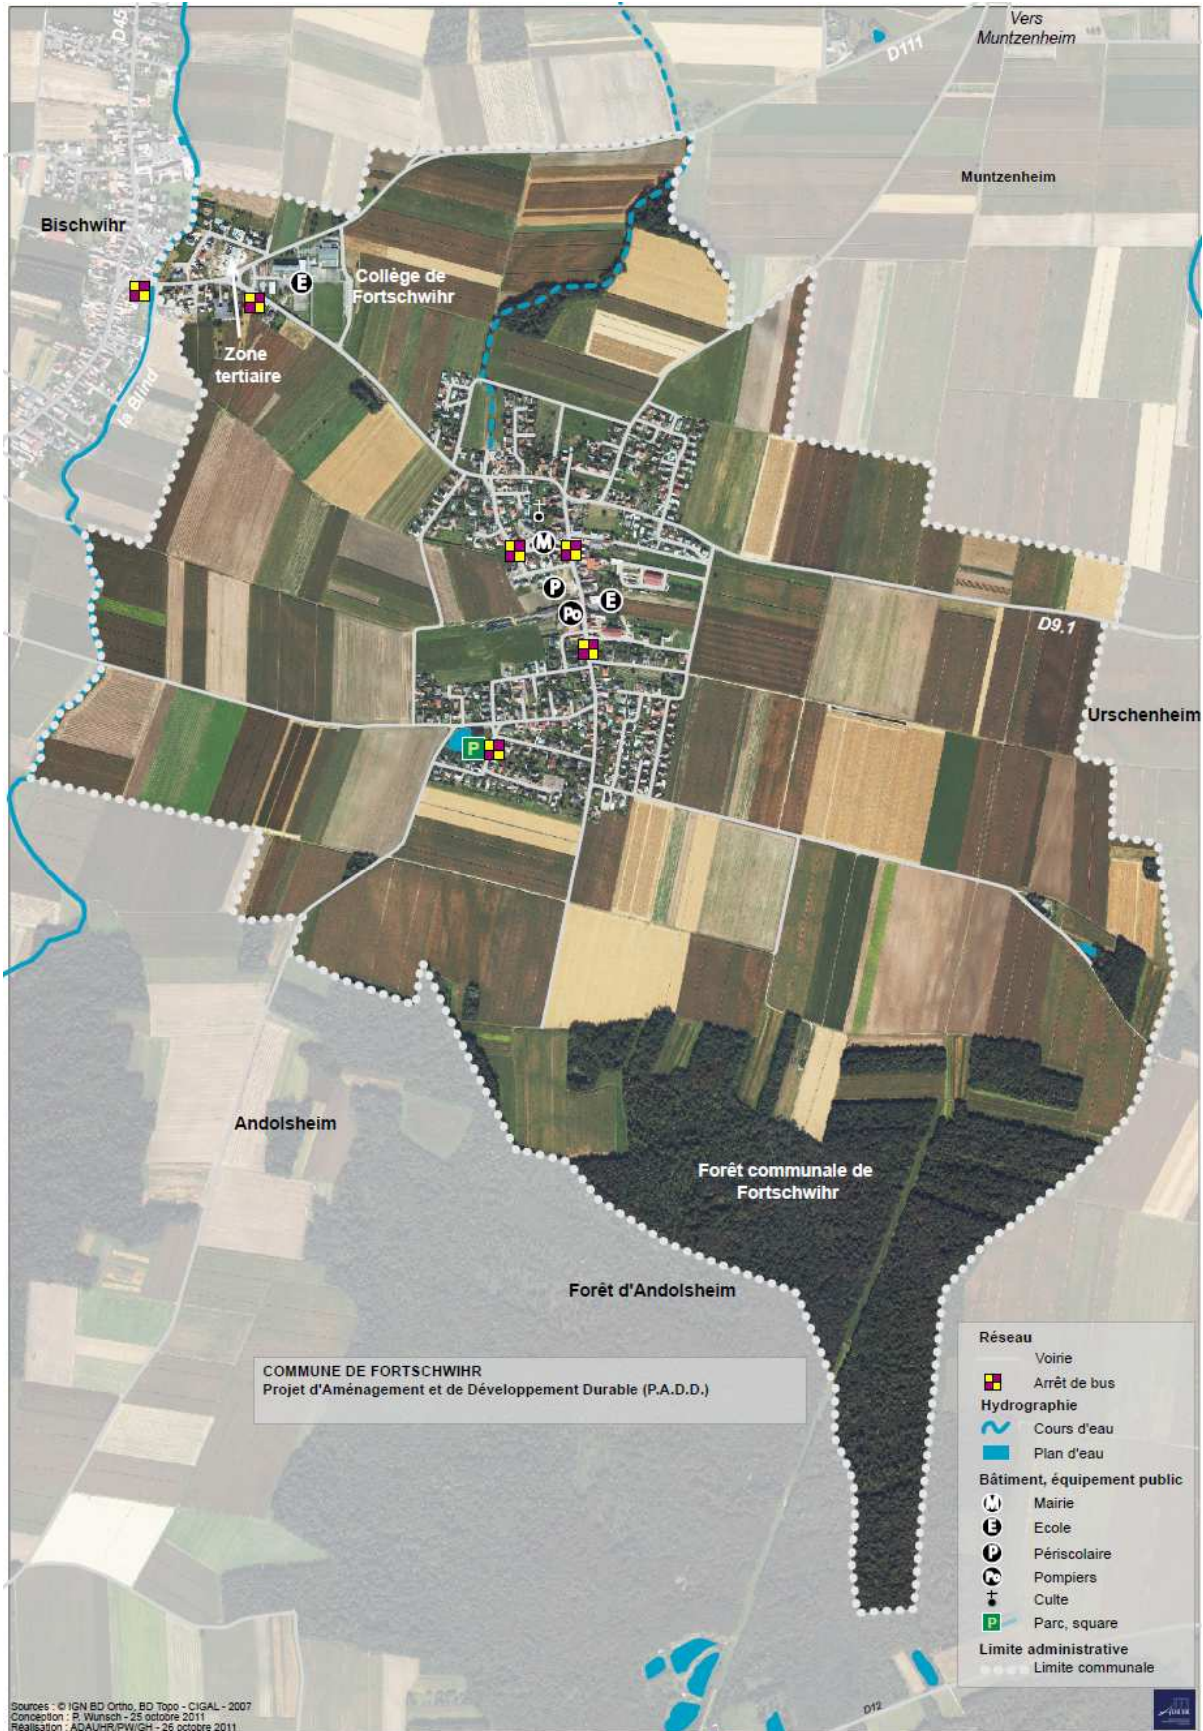 D45
Vers
Muntzenheim
D111
Muntzenheim
Bischwihr
E
Collège de
Fortschwihr
Zone
tertiaire
la Blind
M
P
E
Po
D9.1
Urschenheim
P
Andolsheim
Forêt communale de
Fortschwihr
Forêt d'Andolsheim
COMMUNE DE FORTSCHWIHR
Projet d'Aménagement et de Développement Durable (P.A.D.D.)
Réseau
Voirie
Arrêt de bus
Hydrographie
Cours d'eau
Plan d'eau
Bâtiment, équipement public
M Mairie
E Ecole
P Périscolaire
Po Pompiers
Culte
P Parc, square
Limite administrative
Limite communale
D12
Sources : © IGN BD Ortho, BD Topo - CIGAL - 2007
Conception : P. Wunsch - 25 octobre 2011
Réalisation : ADAUHR/PW/GH - 26 octobre 2011